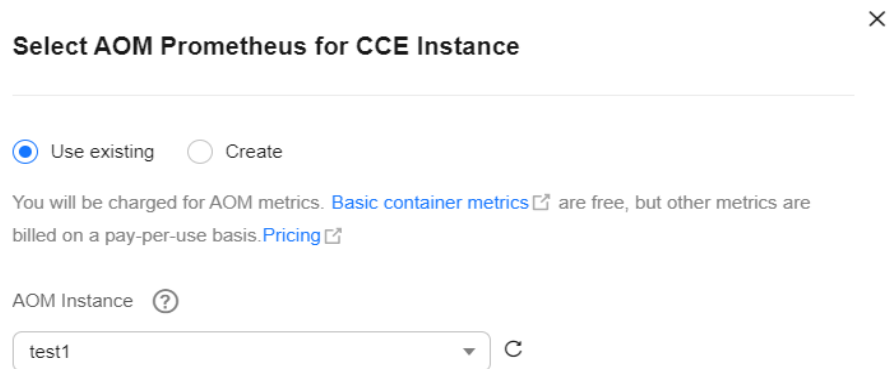 Select AOM Prometheus for CCE Instance
Use existing Create
You will be charged for AOM metrics. Basic container metrics are free, but other metrics are
billed on a pay-per-use basis.Pricing
AOM Instance ?
test1